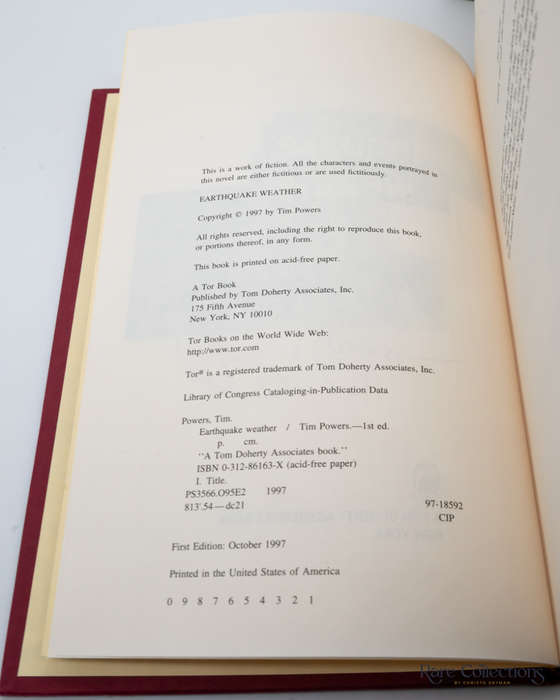 This is a work of fiction. All the characters and events portrayed in
this novel are either fictitious or are used fictitiously.
EARTHQUAKE WEATHER
Copyright © 1997 by Tim Powers
All rights reserved, including the right to reproduce this book,
or portions thereof, in any form.
This book is printed on acid-free paper.
A Tor Book
Published by Tom Doherty Associates, Inc.
175 Fifth Avenue
New York, NY 10010
Tor Books on the World Wide Web:
http://www.tor.com
Tor® is a registered trademark of Tom Doherty Associates, Inc.
Library of Congress Cataloging-in-Publication Data
Powers, Tim.
Earthquake weather / Tim Powers.—1st ed.
p. cm.
"A Tom Doherty Associates book."
ISBN 0-312-86163-X (acid-free paper)
I. Title.
PS3566.O95E2 1997
813'.54—dc21 97-18592
CIP
First Edition: October 1997
Printed in the United States of America
0 9 8 7 6 5 4 3 2 1
Rare Collections
BY CHRISTO SNYMAN